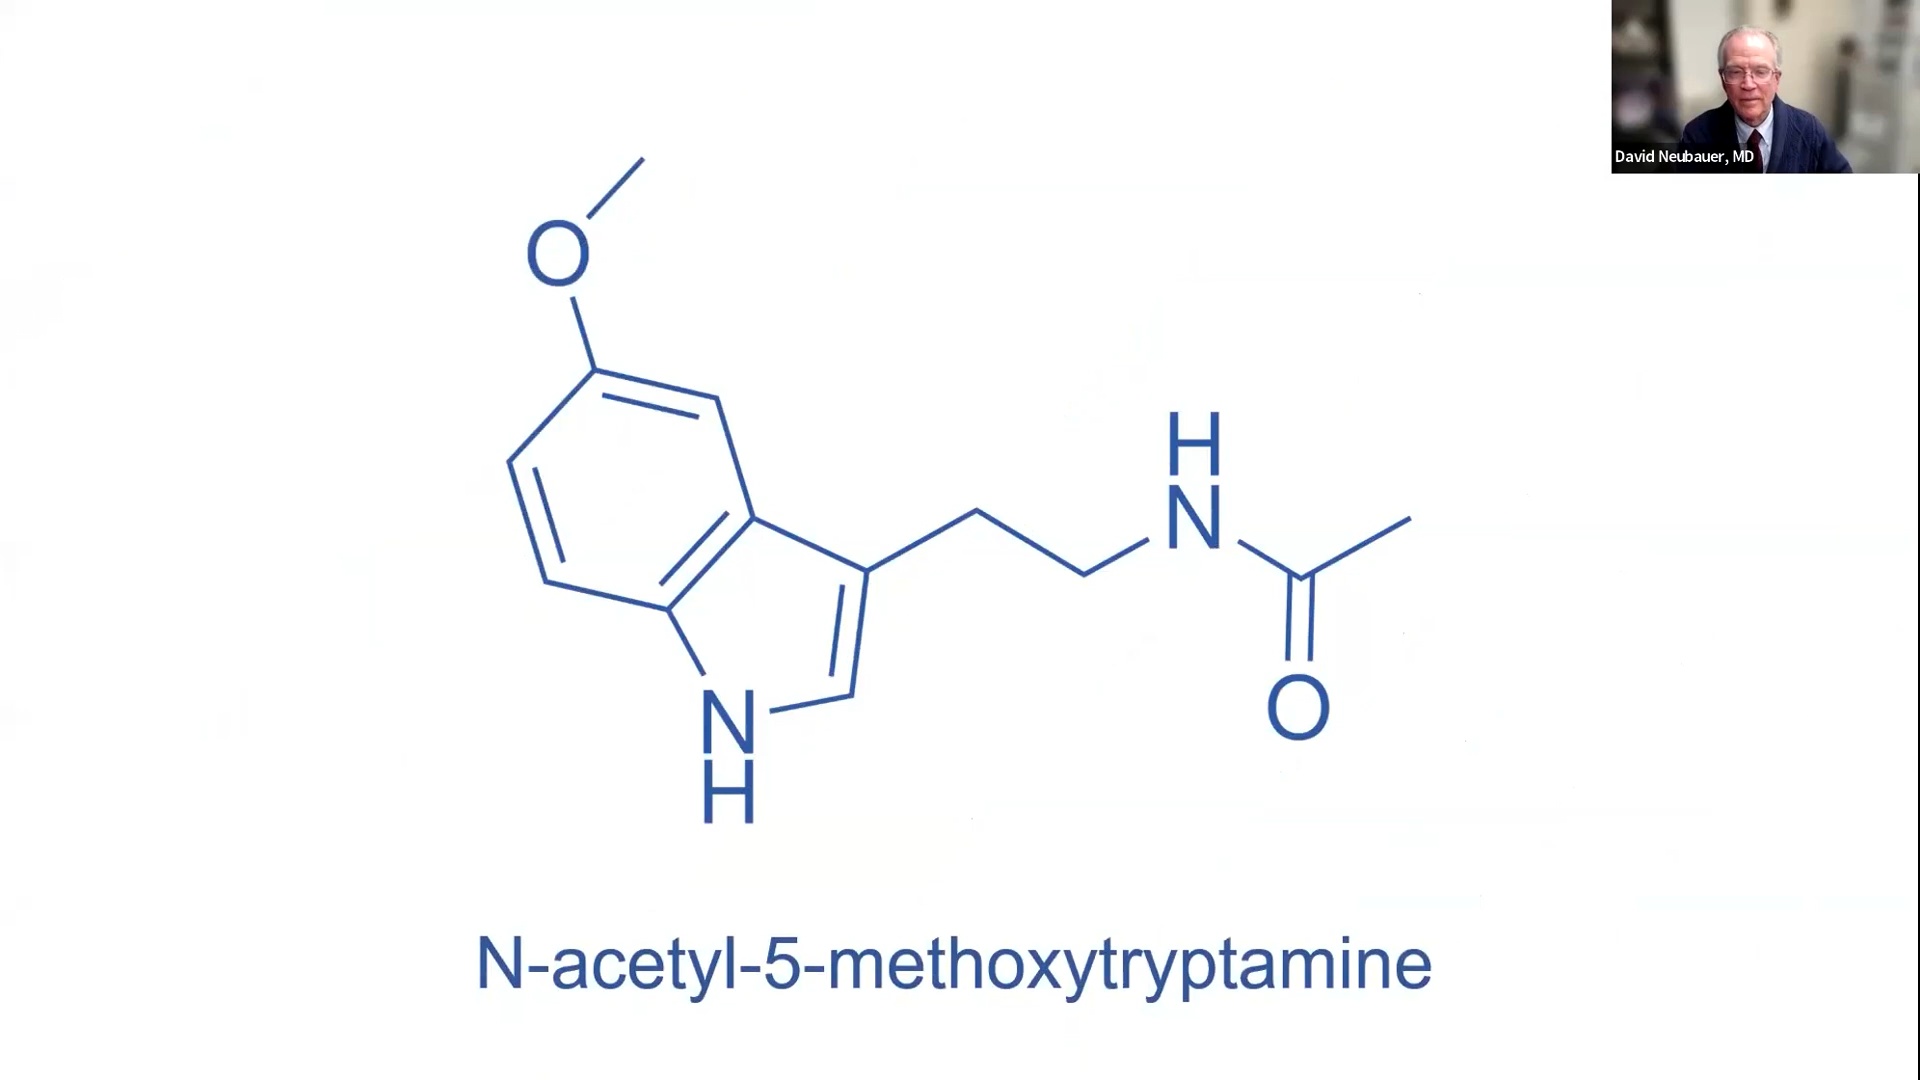 David Neubauer, MD
O
H
N
O
N
H
N-acetyl-5-methoxytryptamine